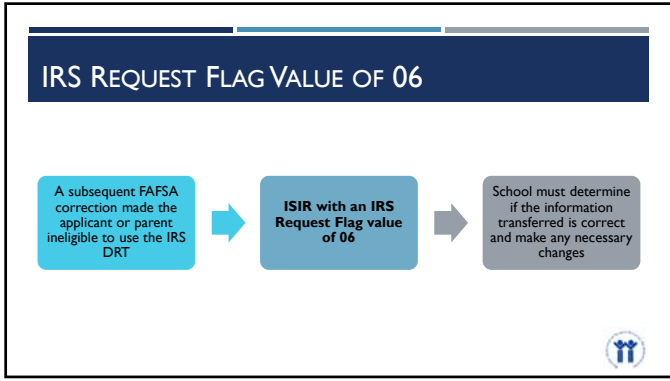 IRS REQUEST FLAG VALUE OF 06
A subsequent FAFSA
correction made the
applicant or parent
ineligible to use the IRS
DRT
ISIR with an IRS
Request Flag value
of 06
School must determine
if the information
transferred is correct
and make any necessary
changes